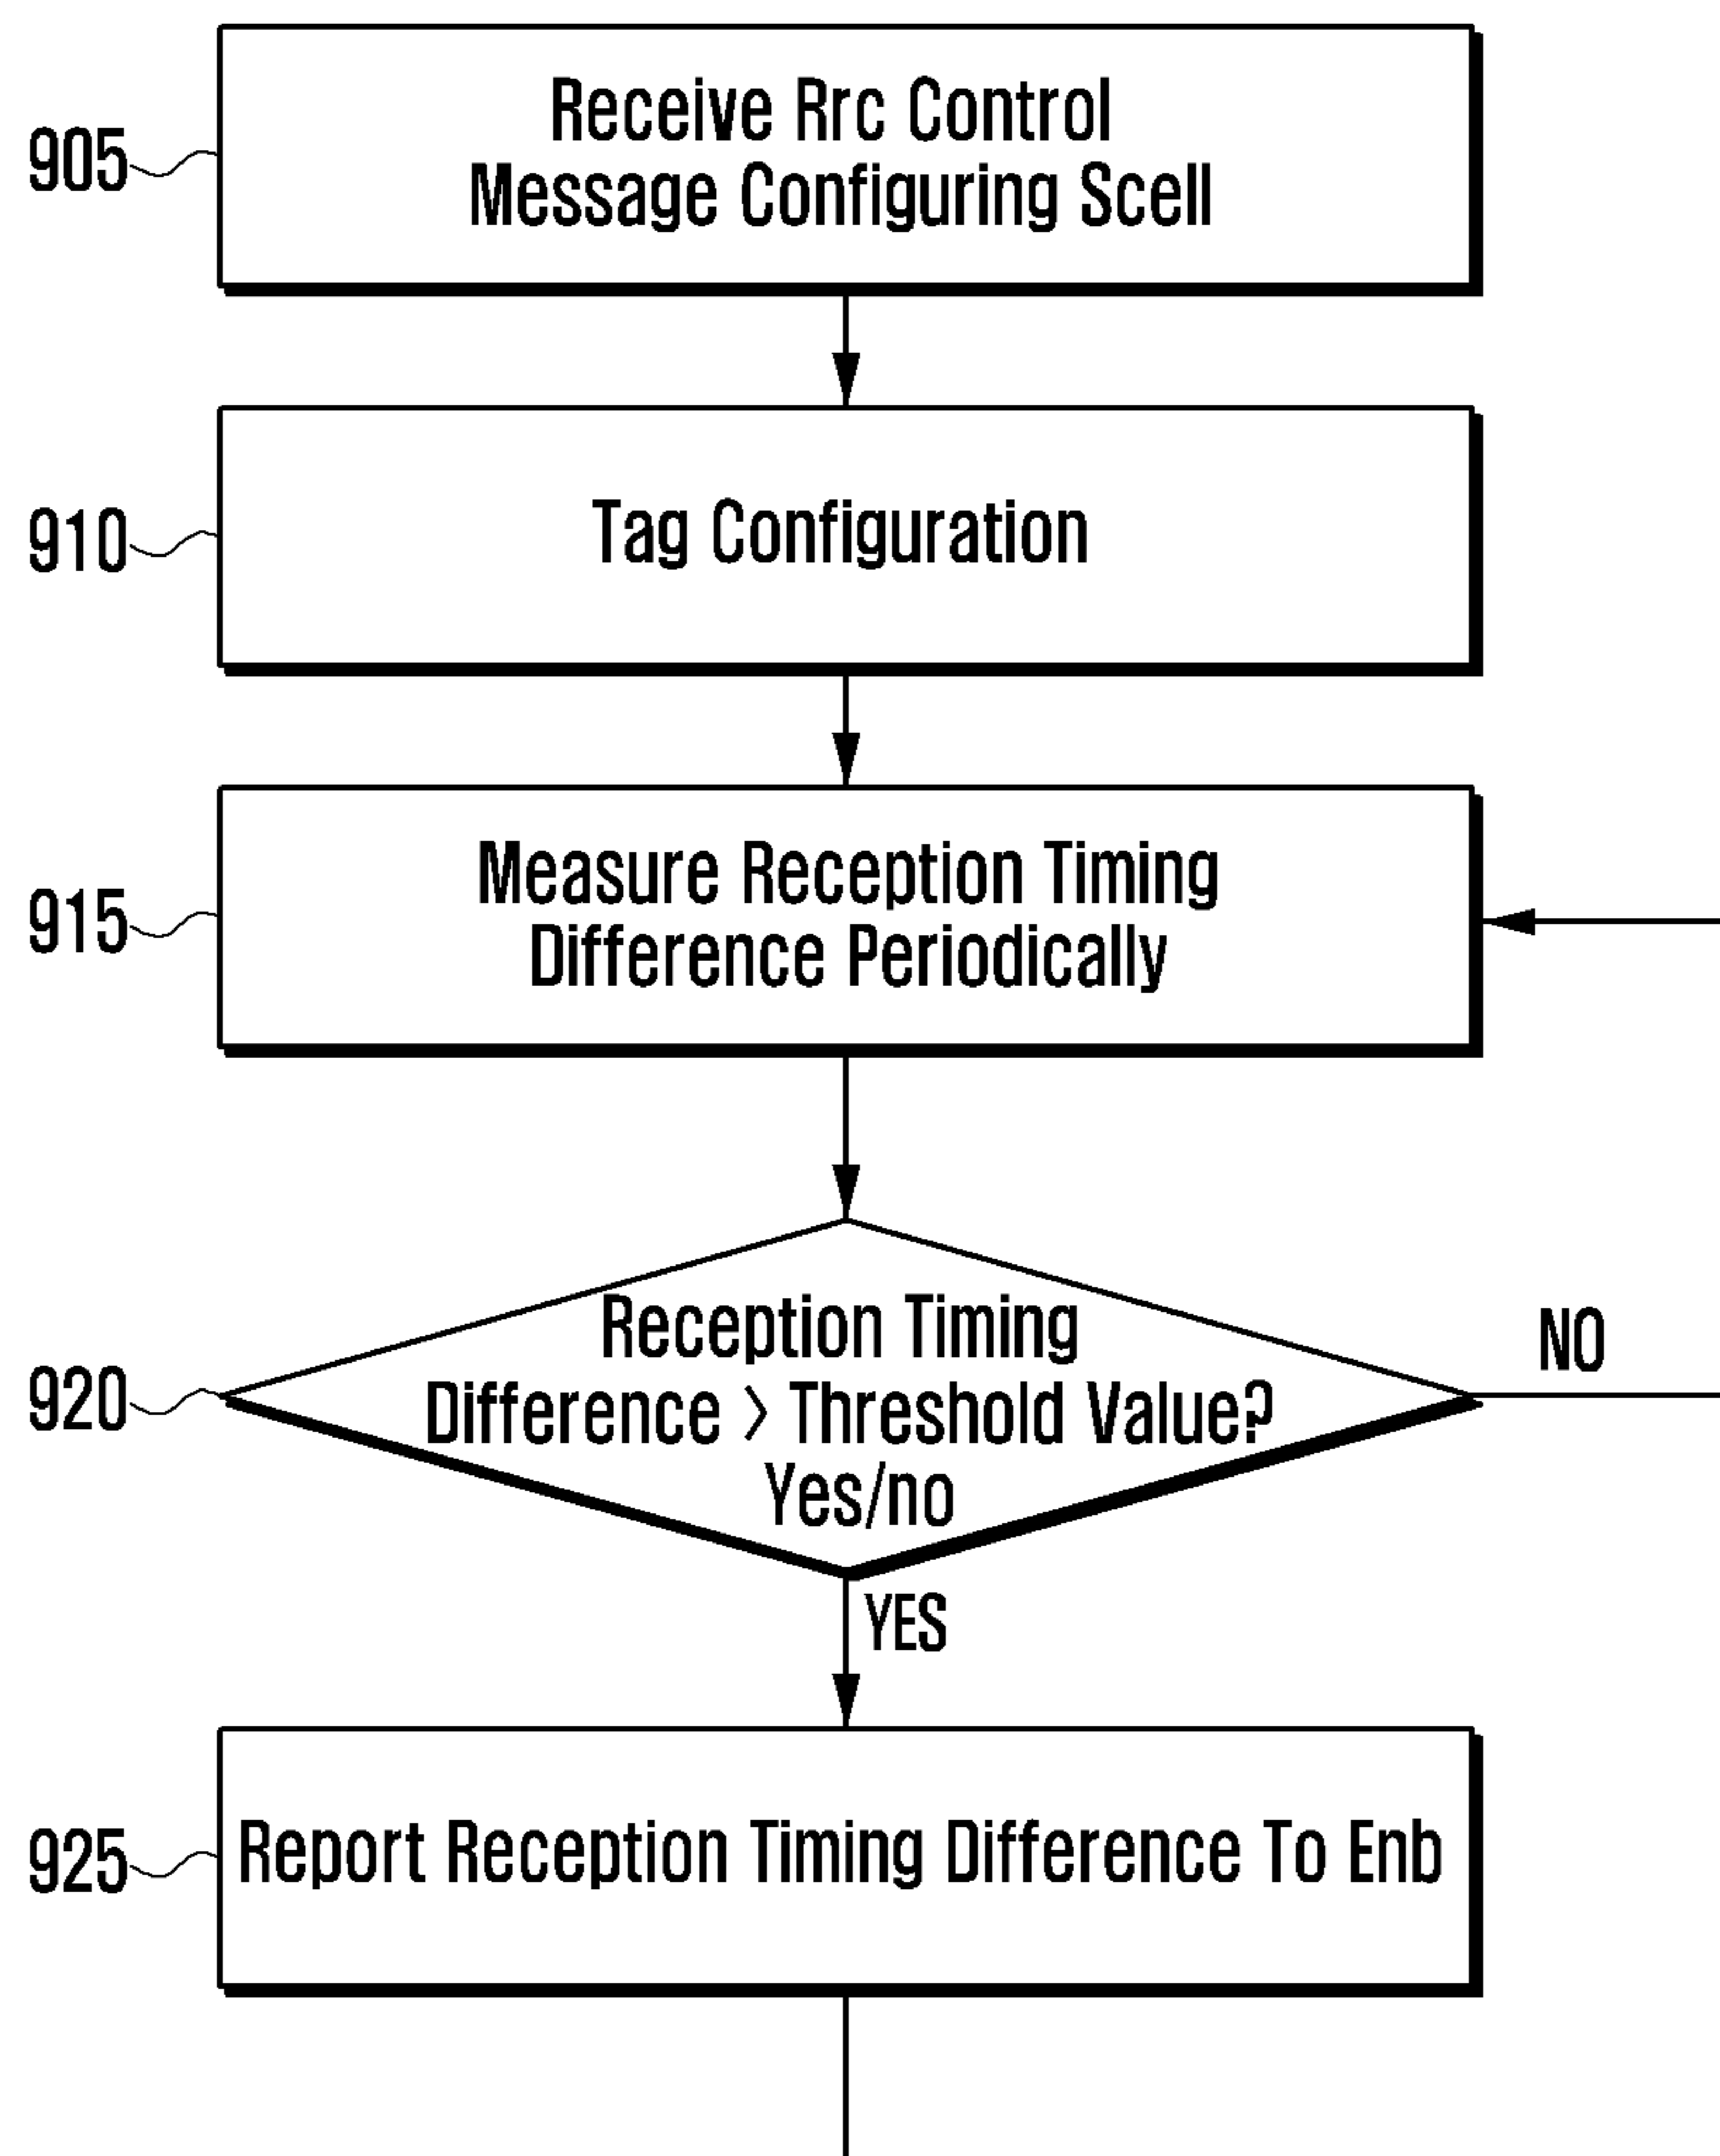 905
Receive Rrc Control
Message Configuring Scell
910
Tag Configuration
915
Measure Reception Timing
Difference Periodically
920
Reception Timing
Difference > Threshold Value?
Yes/no
NO
YES
925
Report Reception Timing Difference To Enb